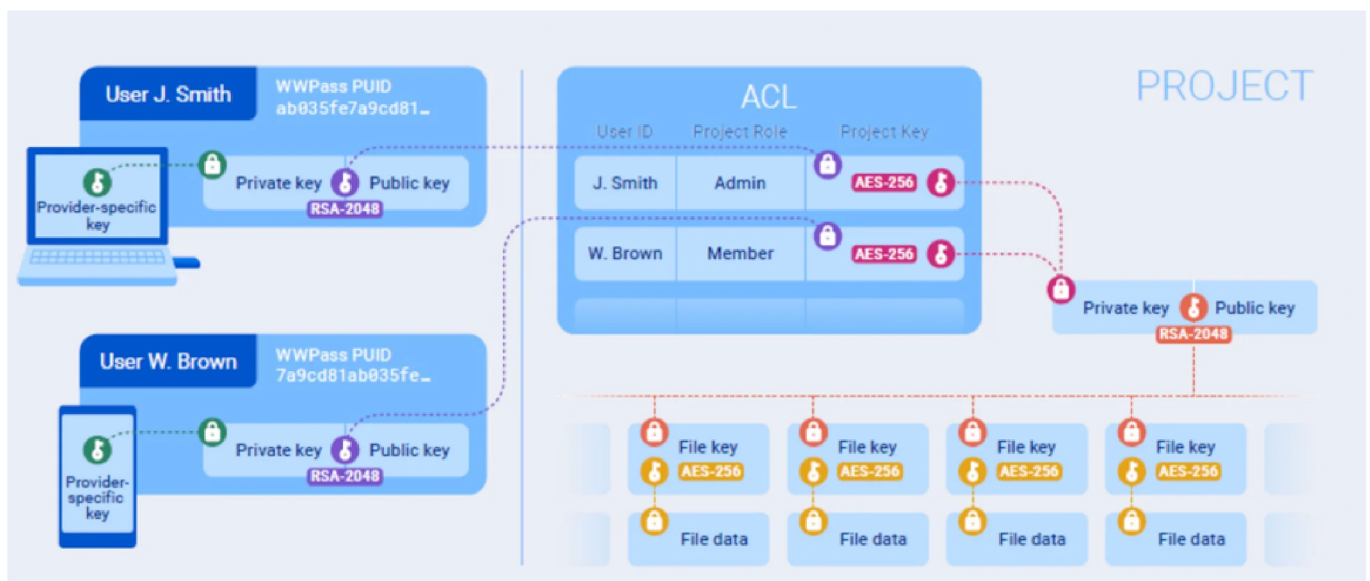 PROJECT
User J. Smith
WWPass PUID
ab035fe7a9cd81…
Provider-specific
key
Private key
Public key
RSA-2048
User W. Brown
WWPass PUID
7a9cd81ab035fe…
Provider-
specific
key
Private key
Public key
RSA-2048
ACL
User ID
Project Role
Project Key
J. Smith
Admin
AES-256
W. Brown
Member
AES-256
Private key
Public key
RSA-2048
File key
AES-256
File data
File key
AES-256
File data
File key
AES-256
File data
File key
AES-256
File data